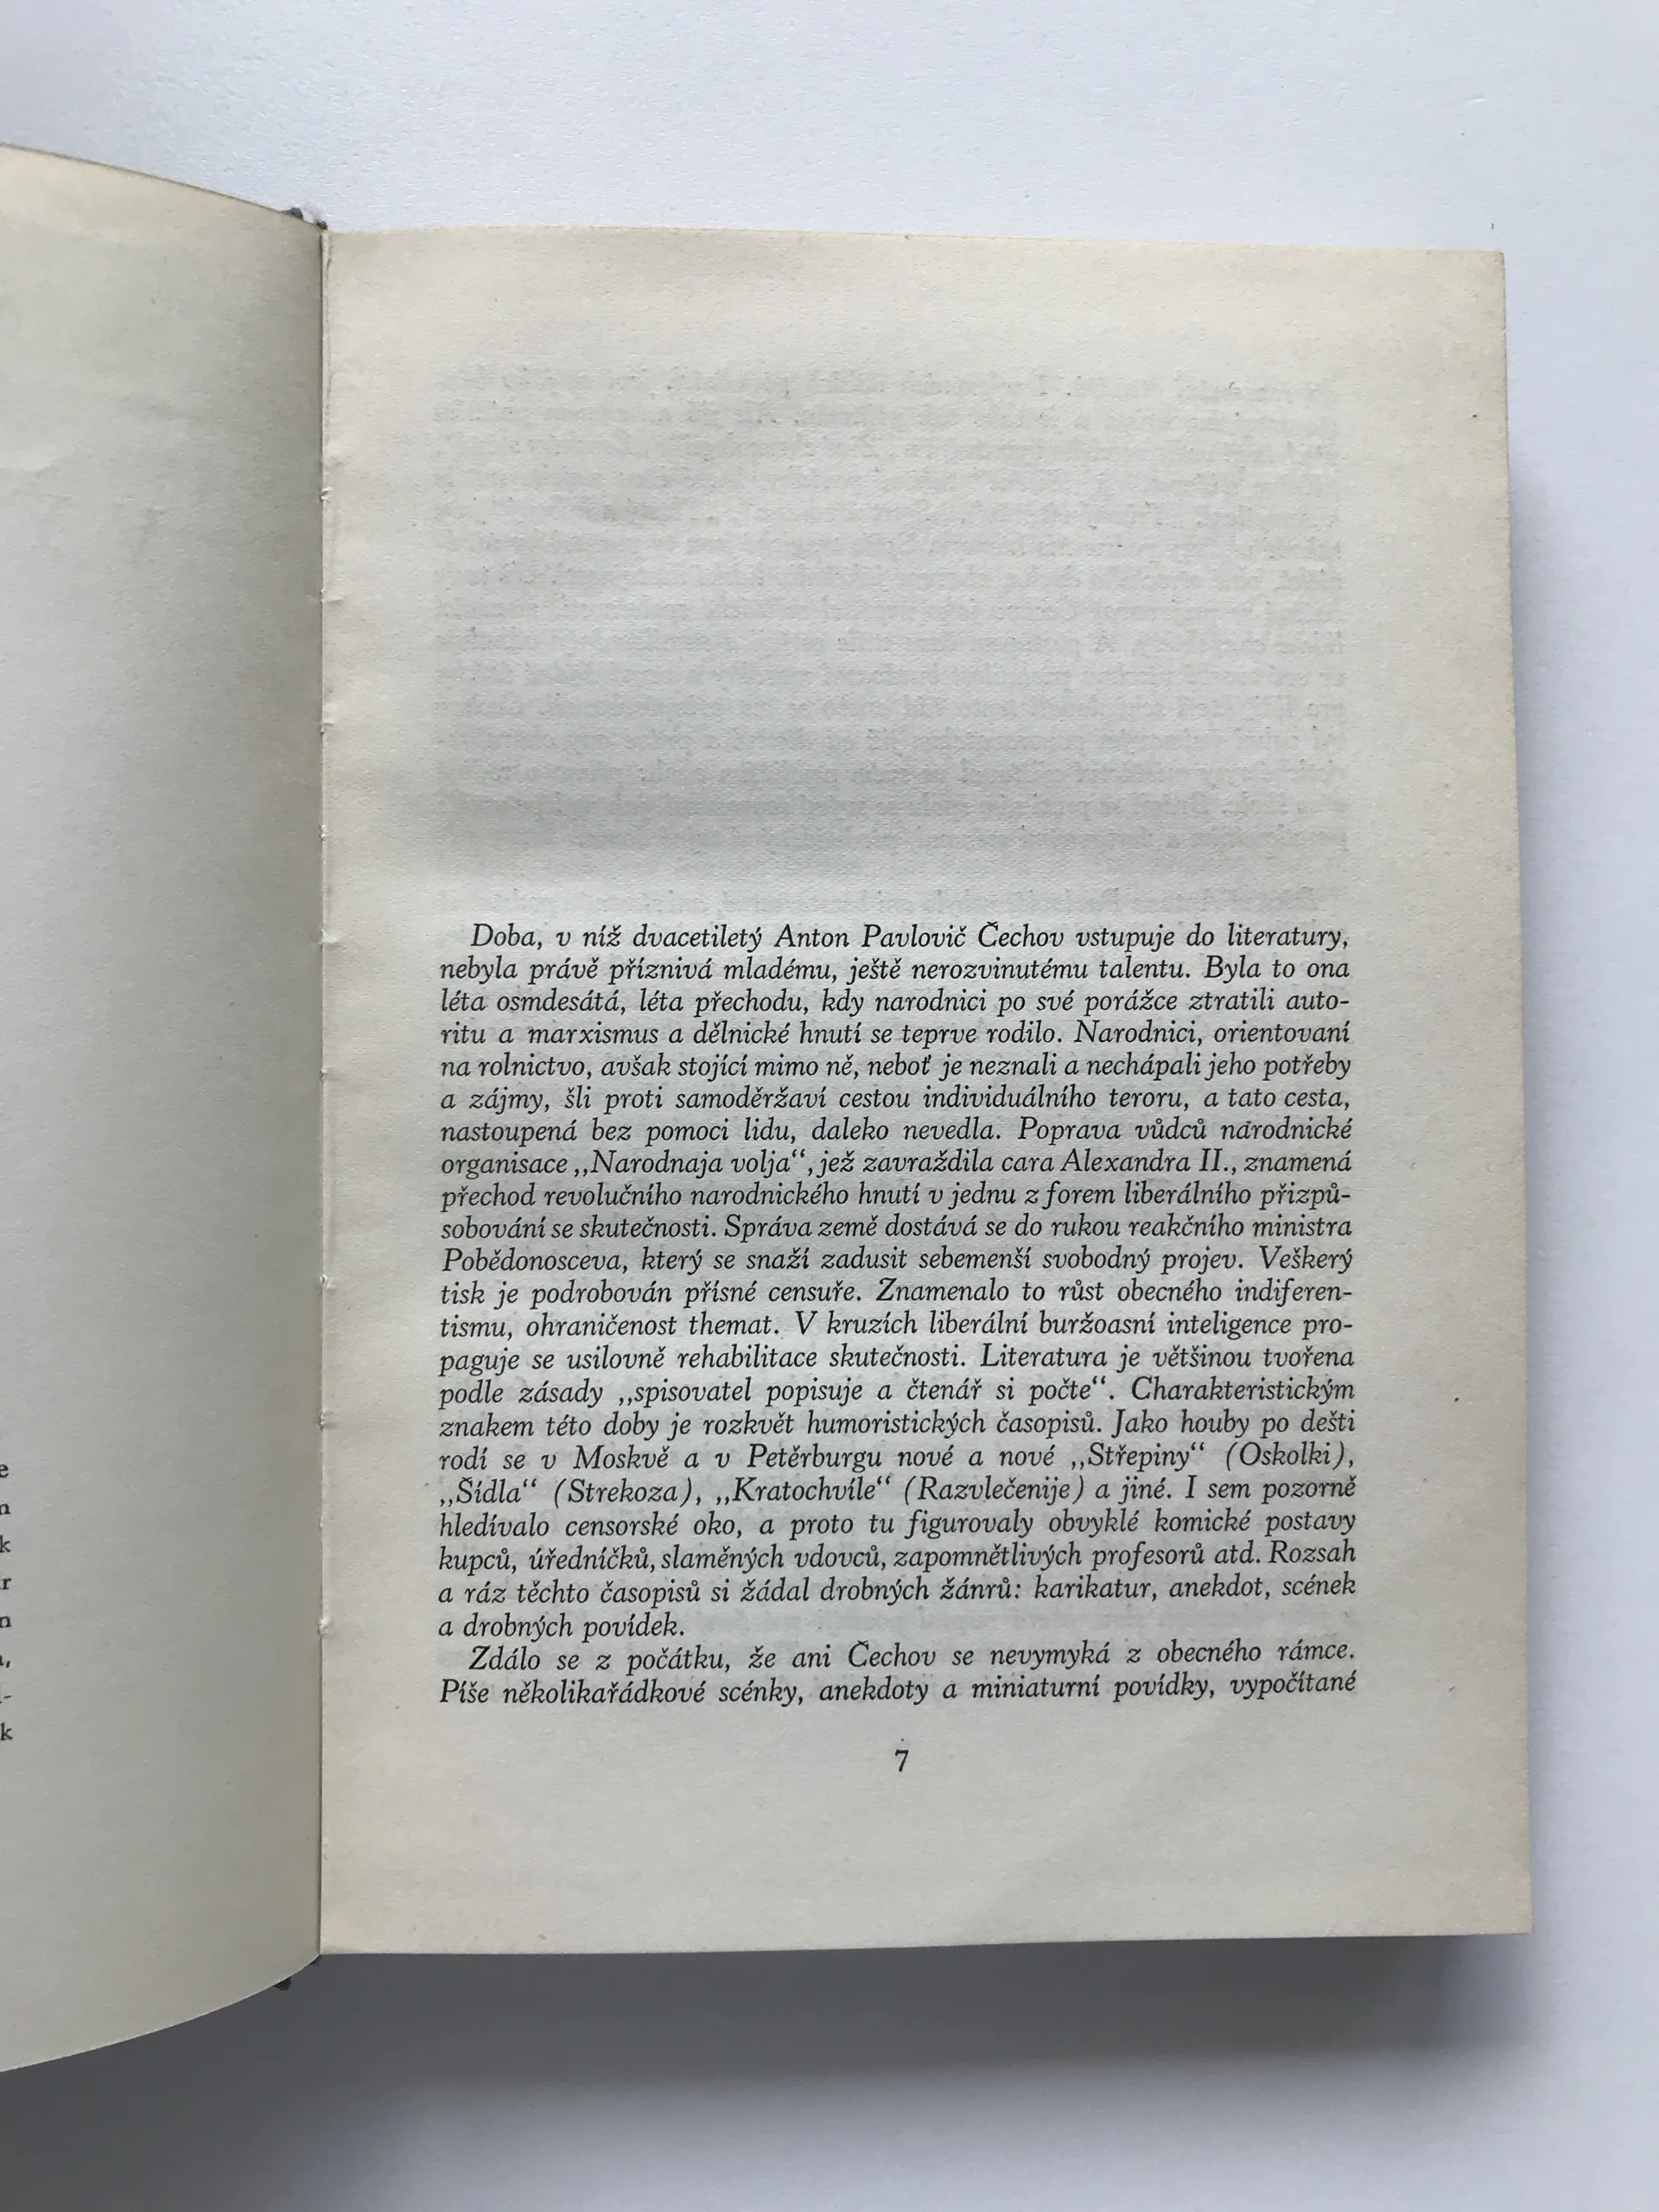 Doba, v níž dvacetiletý Anton Pavlovič Čechov vstupuje do literatury,
nebyla právě příznivá mladému, ještě nerozvinutému talentu. Byla to ona
léta osmdesátá, léta přechodu, kdy narodnici po své porážce ztratili auto-
ritu a marxismus a dělnické hnutí se teprve rodilo. Narodnici, orientovaní
na rolnictvo, avšak stojící mimo ně, neboť je neznali a nechápali jeho potřeby
a zájmy, šli proti samoděržaví cestou individuálního teroru, a tato cesta,
nastoupená bez pomoci lidu, daleko nevedla. Poprava vůdců národnické
organisace „Narodnaja volja“, jež zavraždila cara Alexandra II., znamená
přechod revolučního narodnického hnutí v jednu z forem liberálního přizpů-
sobování se skutečnosti. Správa země dostává se do rukou reakčního ministra
Pobědonosceva, který se snaží zadusit sebemenší svobodný projev. Veškerý
tisk je podrobován přísné censuře. Znamenalo to růst obecného indiferen-
tismu, ohraničenost themat. V kruzích liberální buržoasní inteligence pro-
paguje se usilovně rehabilitace skutečnosti. Literatura je většinou tvořena
podle zásady „spisovatel popisuje a čtenář si počte“. Charakteristickým
znakem této doby je rozkvět humoristických časopisů. Jako houby po dešti
rodí se v Moskvě a v Petěrburgu nové a nové „Střepiny“ (Oskolki),
„Šídla“ (Strekoza), „Kratochvíle“ (Razvlečenije) a jiné. I sem pozorně
hledívalo censorské oko, a proto tu figurovaly obvyklé komické postavy
kupců, úředníčků, slaměných vdovců, zapomnětlivých profesorů atd. Rozsah
a ráz těchto časopisů si žádal drobných žánrů: karikatur, anekdot, scének
a drobných povídek.
Zdálo se z počátku, že ani Čechov se nevymyká z obecného rámce.
Píše několikařádkové scénky, anekdoty a miniaturní povídky, vypočítané
7